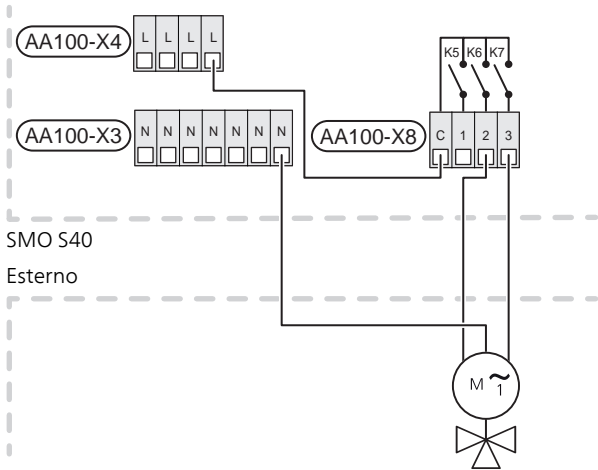 AA100-X4
L L L L
K5 K6 K7
AA100-X3
N N N N N N N
AA100-X8
C 1 2 3
SMO S40
Esterno
M ~
1